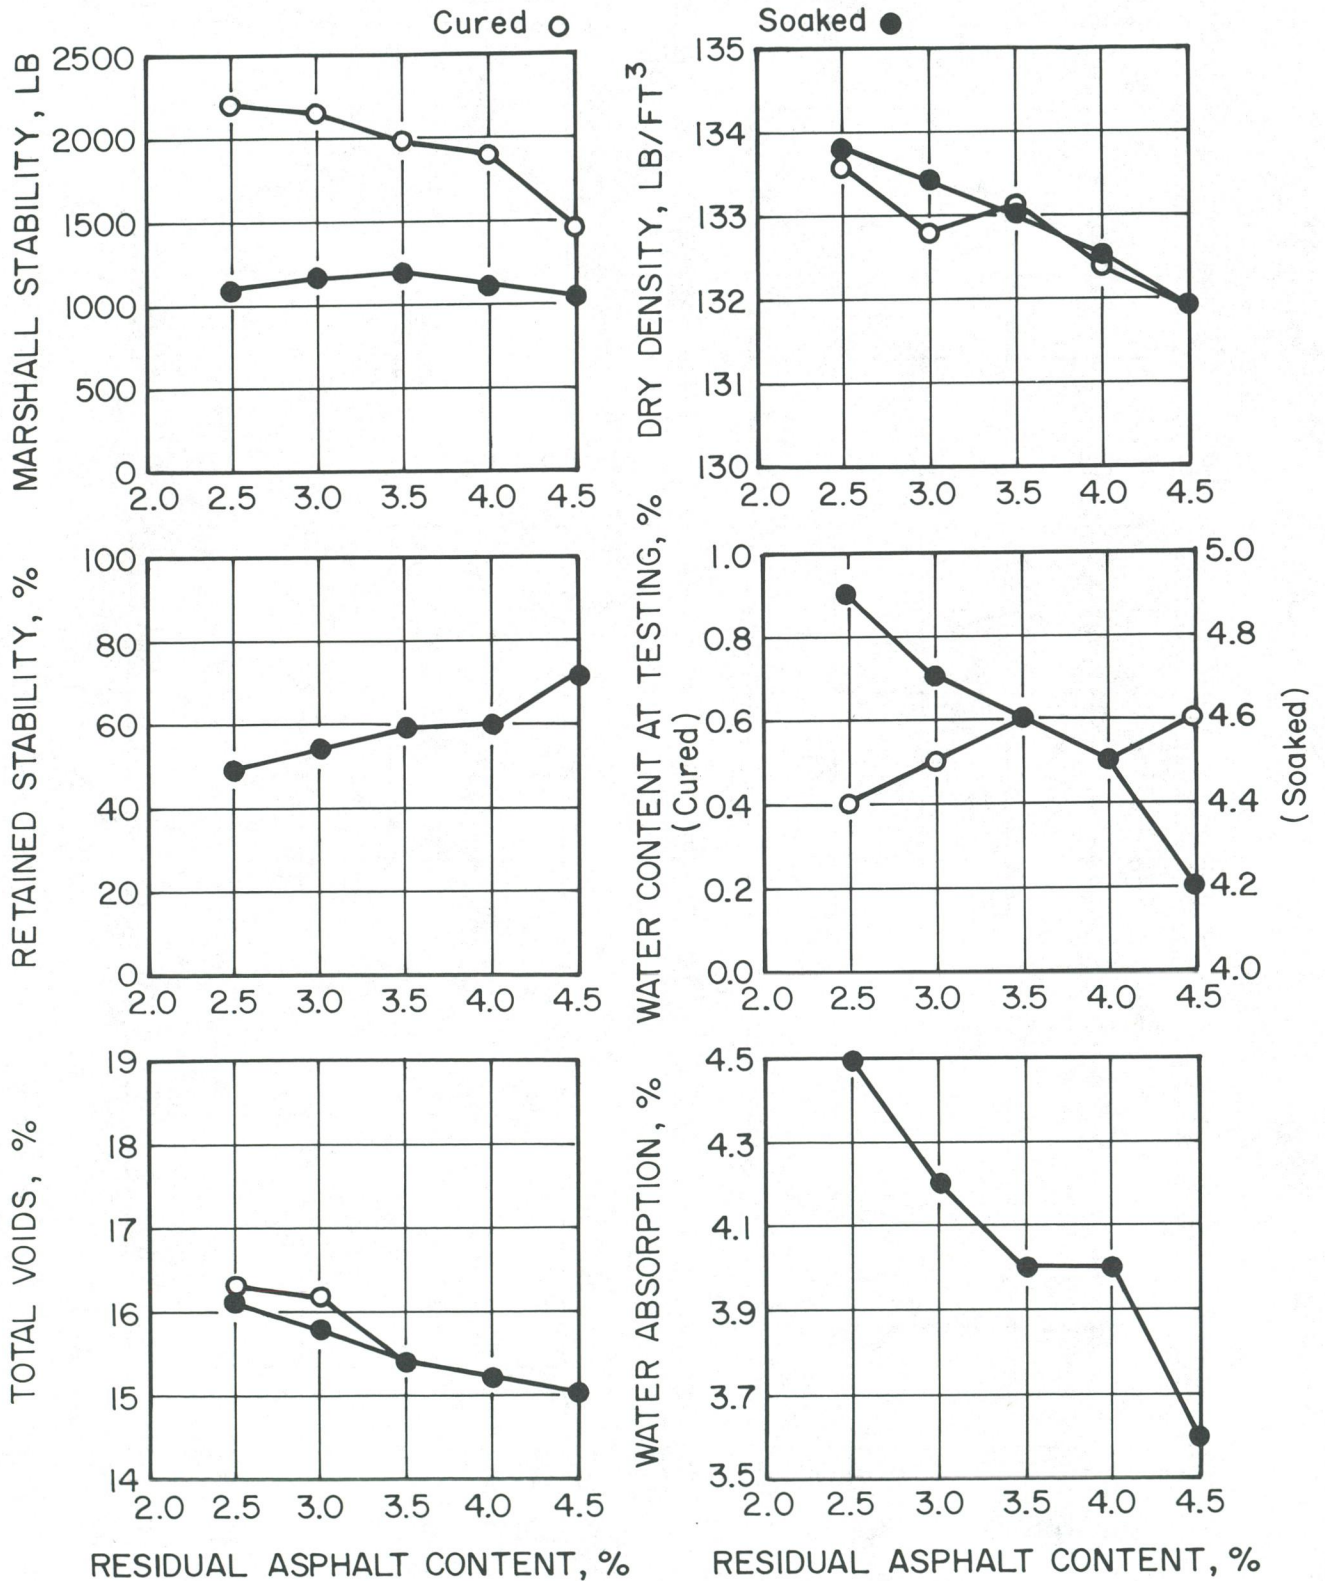 Cured
Soaked
MARSHALL STABILITY, LB
2500
2000
1500
1000
500
0
2.0 2.5 3.0 3.5 4.0 4.5
DRY DENSITY, LB/FT³
135
134
133
132
131
130
2.0 2.5 3.0 3.5 4.0 4.5
RETAINED STABILITY, %
100
80
60
40
20
0
2.0 2.5 3.0 3.5 4.0 4.5
WATER CONTENT AT TESTING, %
(Cured)
1.0
0.8
0.6
0.4
0.2
0.0
5.0
4.8
4.6
4.4
4.2
4.0
(Soaked)
2.0 2.5 3.0 3.5 4.0 4.5
TOTAL VOIDS, %
19
18
17
16
15
14
2.0 2.5 3.0 3.5 4.0 4.5
RESIDUAL ASPHALT CONTENT, %
WATER ABSORPTION, %
4.5
4.3
4.1
3.9
3.7
3.5
2.0 2.5 3.0 3.5 4.0 4.5
RESIDUAL ASPHALT CONTENT, %